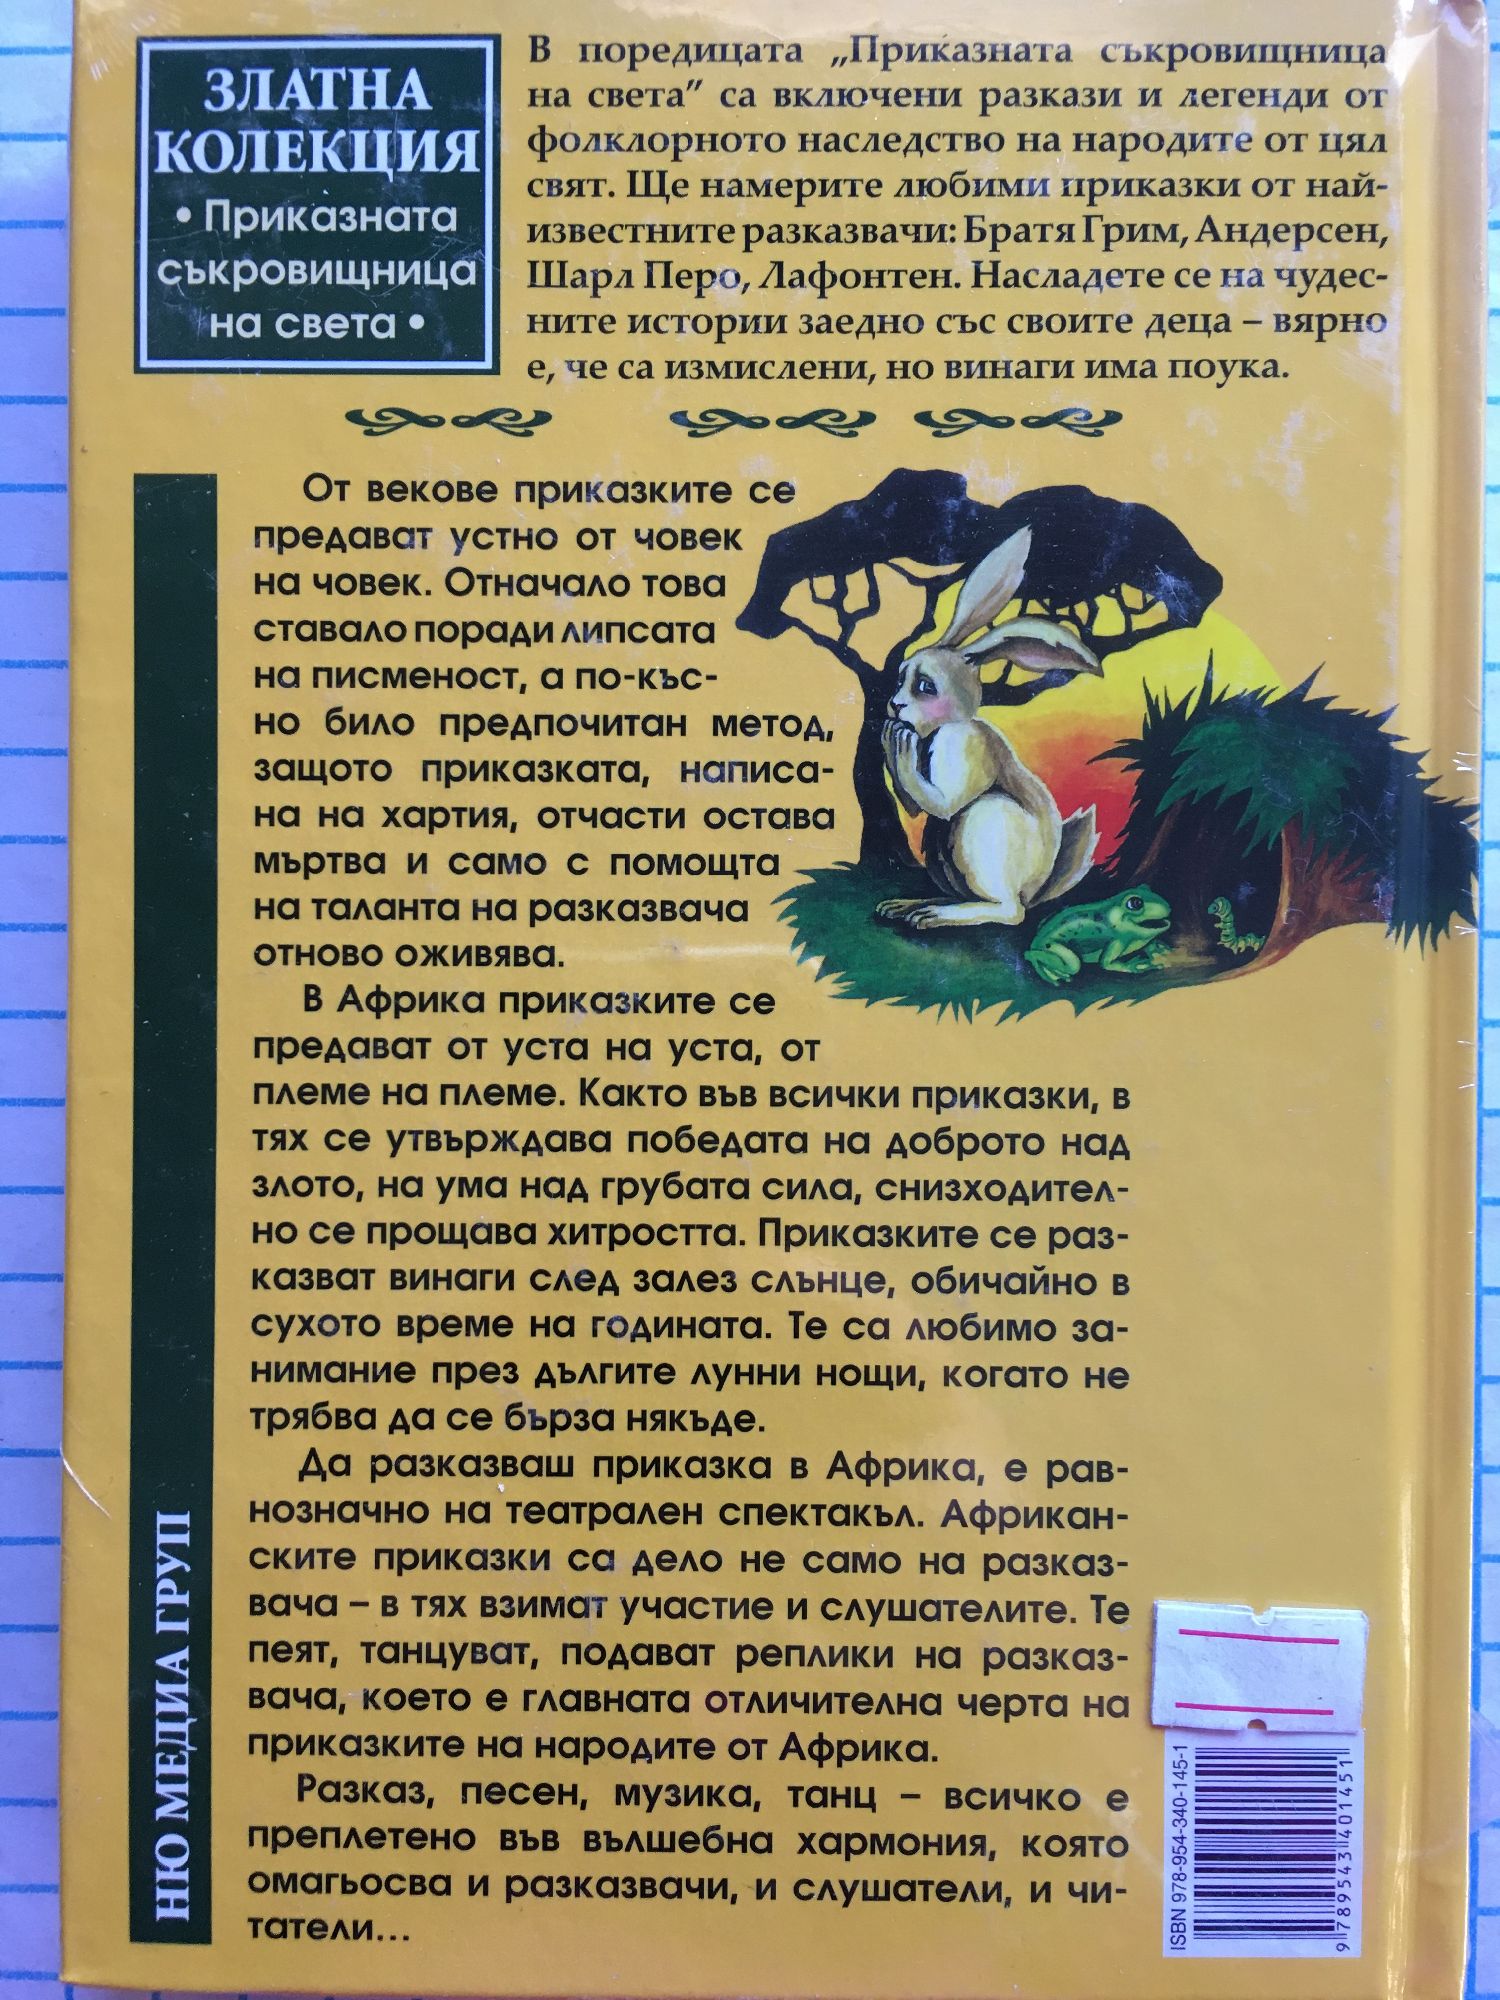 ЗЛАТНА
КОЛЕКЦИЯ
• Приказната
съкровищница
на света •
В поредицата „Приказната съкровищница
на света” са включени разкази и легенди от
фолклорното наследство на народите от цял
свят. Ще намерите любими приказки от най-
известните разказвачи: Братя Грим, Андерсен,
Шарл Перо, Лафонтен. Насладете се на чудес-
ните истории заедно със своите деца – вярно
е, че са измислени, но винаги има поука.
От векове приказките се
предават устно от човек
на човек. Отначало това
ставало поради липсата
на писменост, а по-къс-
но било предпочитан метод,
защото приказката, написа-
на на хартия, отчасти остава
мъртва и само с помощта
на таланта на разказвача
отново оживява.
В Африка приказките се
предават от уста на уста, от
племе на племе. Както във всички приказки, в
тях се утвърждава победата на доброто над
злото, на ума над грубата сила, снизходител-
но се прощава хитростта. Приказките се раз-
казват винаги след залез слънце, обичайно в
сухото време на годината. Те са любимо за-
нимание през дългите лунни нощи, когато не
трябва да се бърза някъде.
Да разказваш приказка в Африка, е рав-
нозначно на театрален спектакъл. Африкан-
ските приказки са дело не само на разказ-
вача – в тях взимат участие и слушателите. Те
пеят, танцуват, подават реплики на разказ-
вача, което е главната отличителна черта на
приказките на народите от Африка.
Разказ, песен, музика, танц – всичко е
преплетено във вълшебна хармония, която
омагьосва и разказвачи, и слушатели, и чи-
татели...
НЮ МЕДИА ГРУП
ISBN 978-954-340-145-1
9 789543 401451